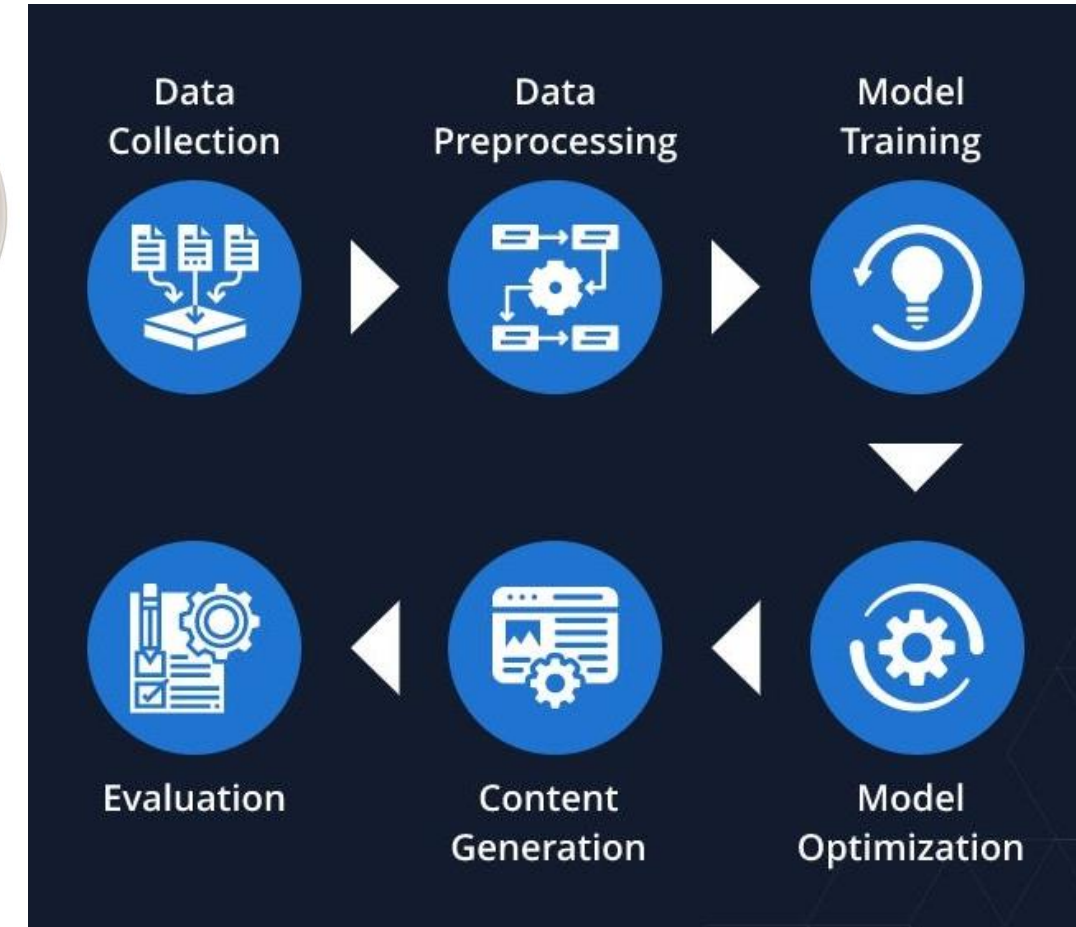 Data
Collection
Data
Preprocessing
Model
Training
Evaluation
Content
Generation
Model
Optimization